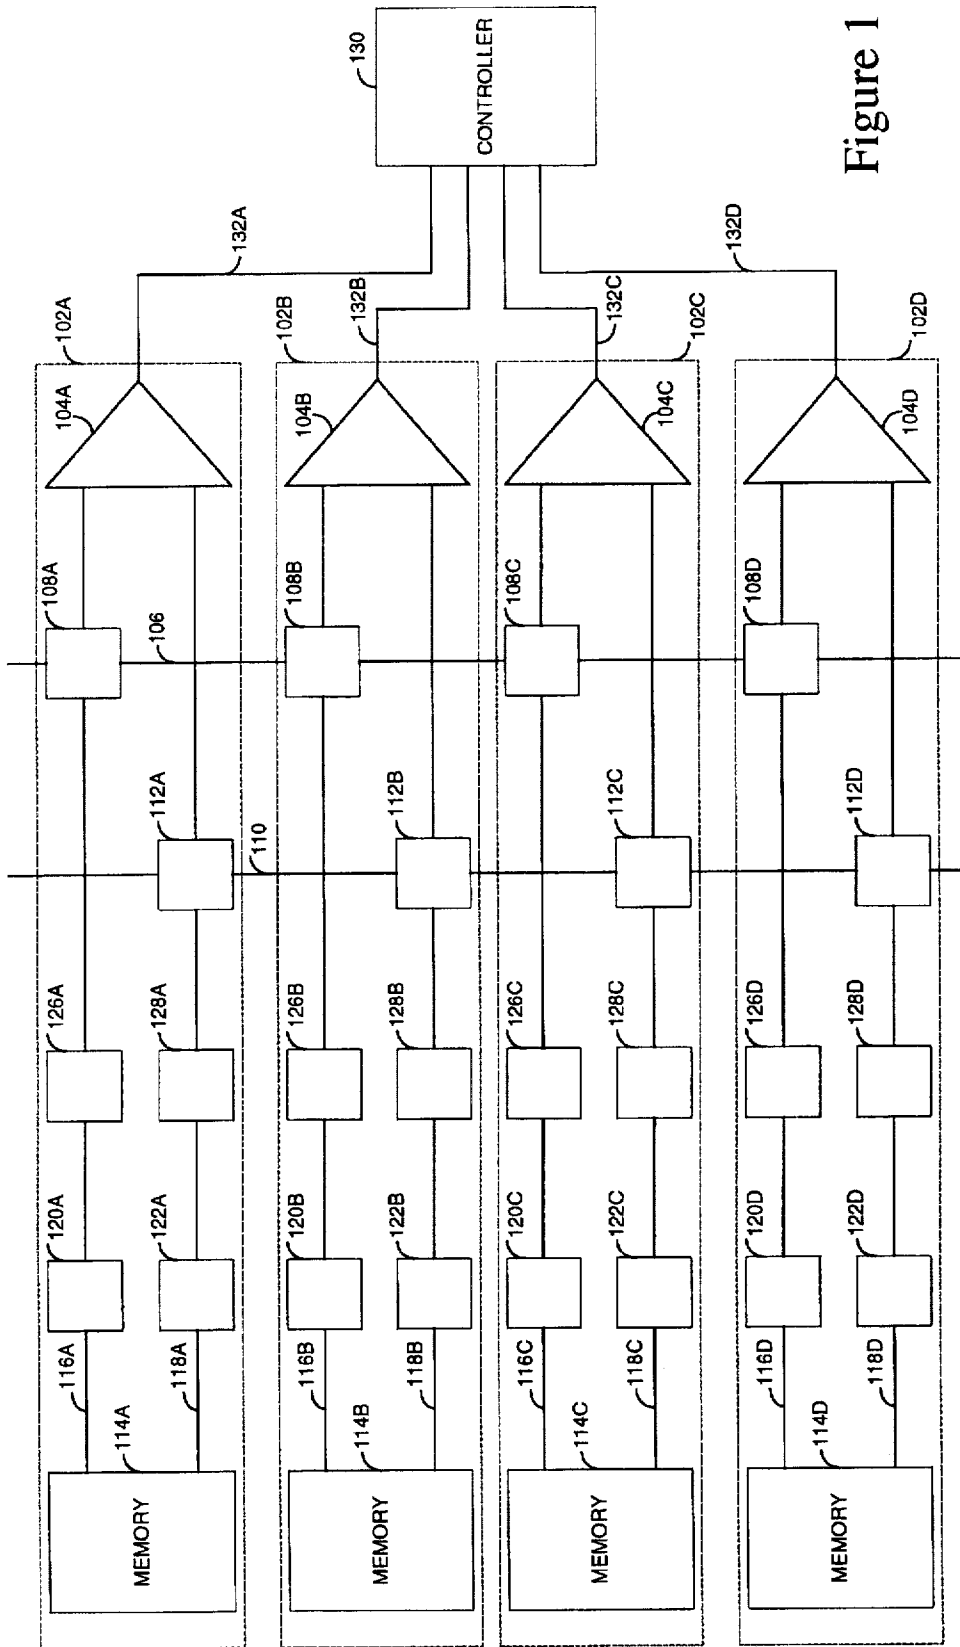 130
CONTROLLER
Figure 1
132A
132B
132C
132D
102A
104A
108A
106
112A
110
126A
128A
120A
122A
116A
118A
114A
MEMORY
102B
104B
108B
112B
126B
128B
120B
122B
116B
118B
114B
MEMORY
102C
104C
108C
112C
126C
128C
120C
122C
116C
118C
114C
MEMORY
102D
104D
108D
112D
126D
128D
120D
122D
116D
118D
114D
MEMORY